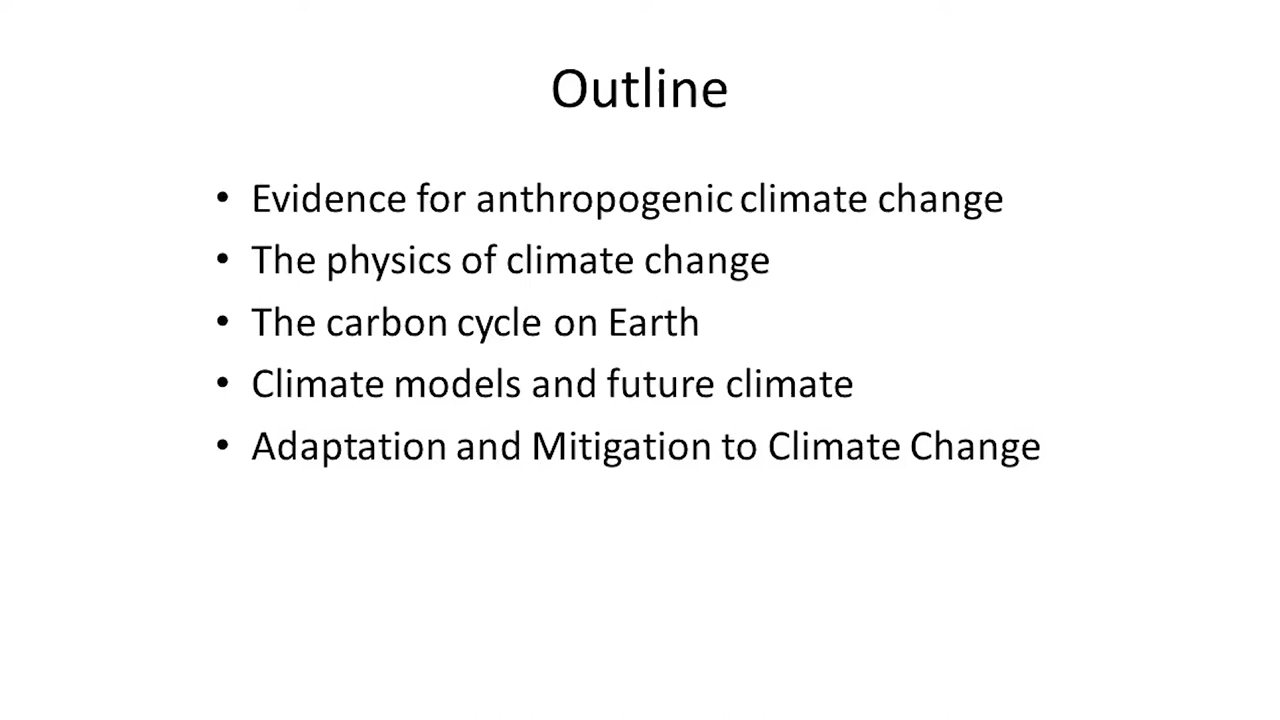 Outline
• Evidence for anthropogenic climate change
• The physics of climate change
• The carbon cycle on Earth
• Climate models and future climate
• Adaptation and Mitigation to Climate Change